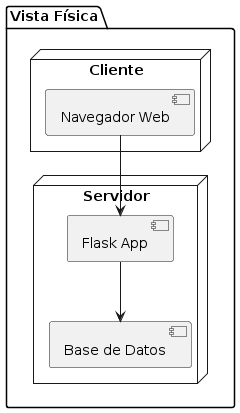 Vista Física
Cliente
Navegador Web
Servidor
Flask App
Base de Datos